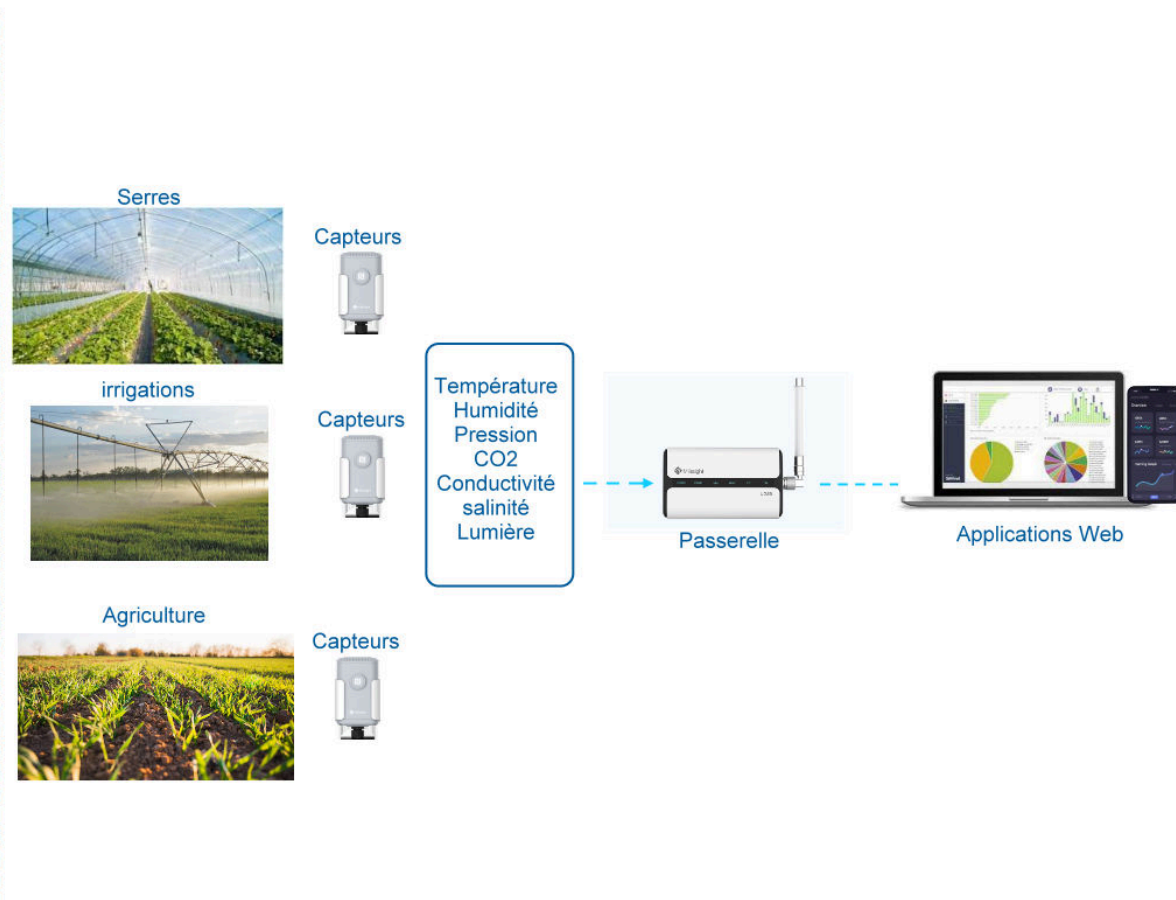 Serres
Capteurs
irrigations
Capteurs
Agriculture
Capteurs
Température
Humidité
Pression
CO2
Conductivité
salinité
Lumière
Passerelle
Applications Web